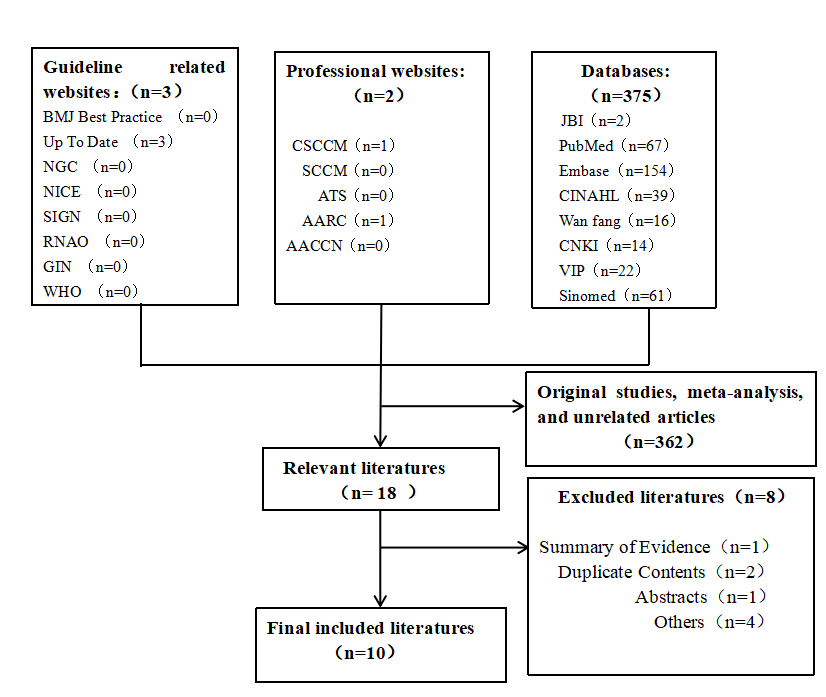 Guideline related
websites：（n=3）
BMJ Best Practice （n=0）
Up To Date （n=3）
NGC （n=0）
NICE （n=0）
SIGN （n=0）
RNAO （n=0）
GIN （n=0）
WHO （n=0）
Professional websites:
（n=2）
CSCCM（n=1）
SCCM（n=0）
ATS（n=0）
AARC（n=1）
AACCN（n=0）
Databases:
（n=375）
JBI（n=2）
PubMed（n=67）
Embase（n=154）
CINAHL（n=39）
Wan fang（n=16）
CNKI（n=14）
VIP（n=22）
Sinomed（n=61）
Original studies, meta-analysis,
and unrelated articles
（n=362）
Relevant literatures
（n= 18 ）
Excluded literatures（n=8）
Summary of Evidence（n=1）
Duplicate Contents（n=2）
Abstracts（n=1）
Others（n=4）
Final included literatures
（n=10）